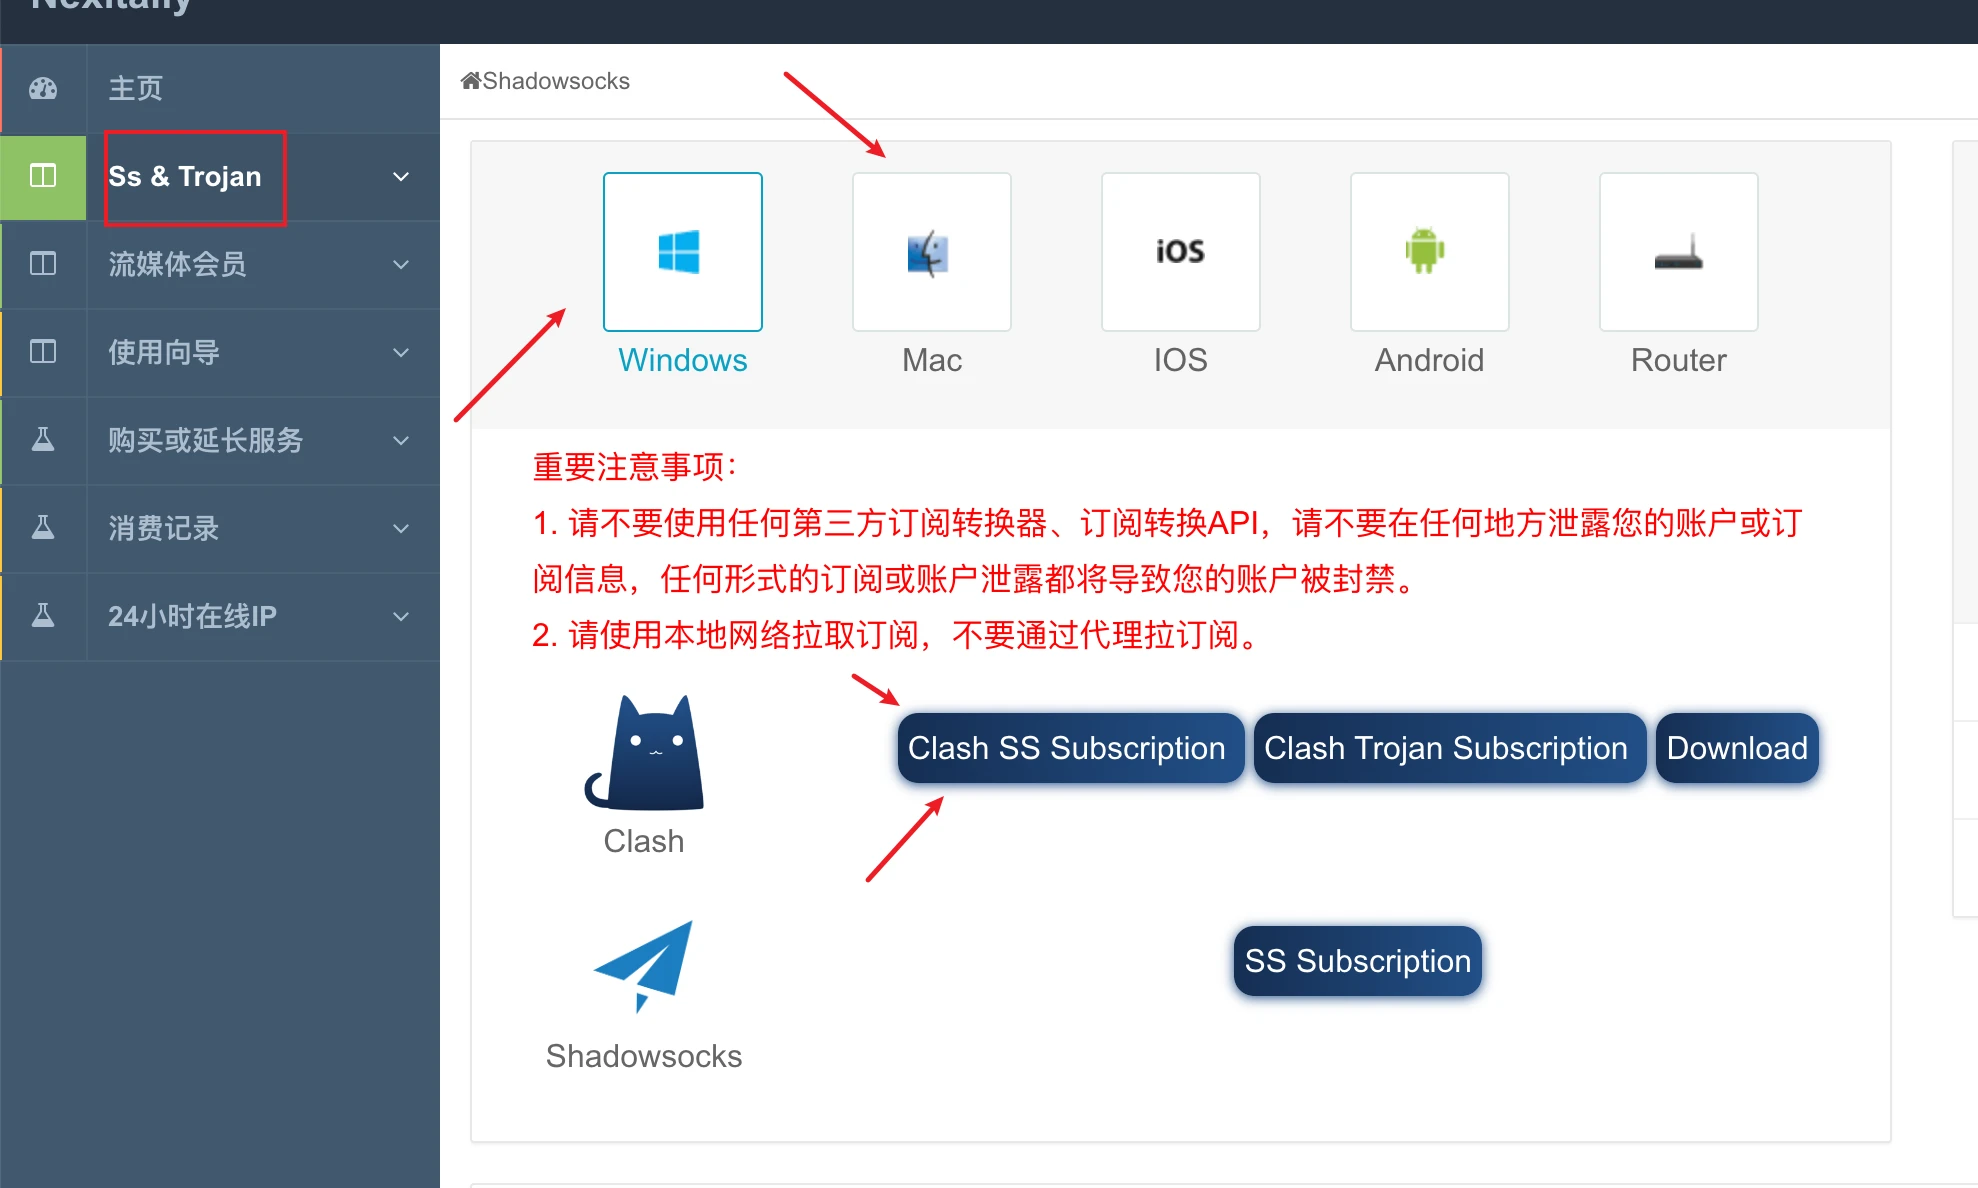 Nexitally
主页
Ss & Trojan
流媒体会员
使用向导
购买或延长服务
消费记录
24小时在线IP
Shadowsocks
iOS
Windows
Mac
IOS
Android
Router
重要注意事项：
1. 请不要使用任何第三方订阅转换器、订阅转换API，请不要在任何地方泄露您的账户或订
阅信息，任何形式的订阅或账户泄露都将导致您的账户被封禁。
2. 请使用本地网络拉取订阅，不要通过代理拉订阅。
Clash SS Subscription
Clash Trojan Subscription
Download
Clash
SS Subscription
Shadowsocks